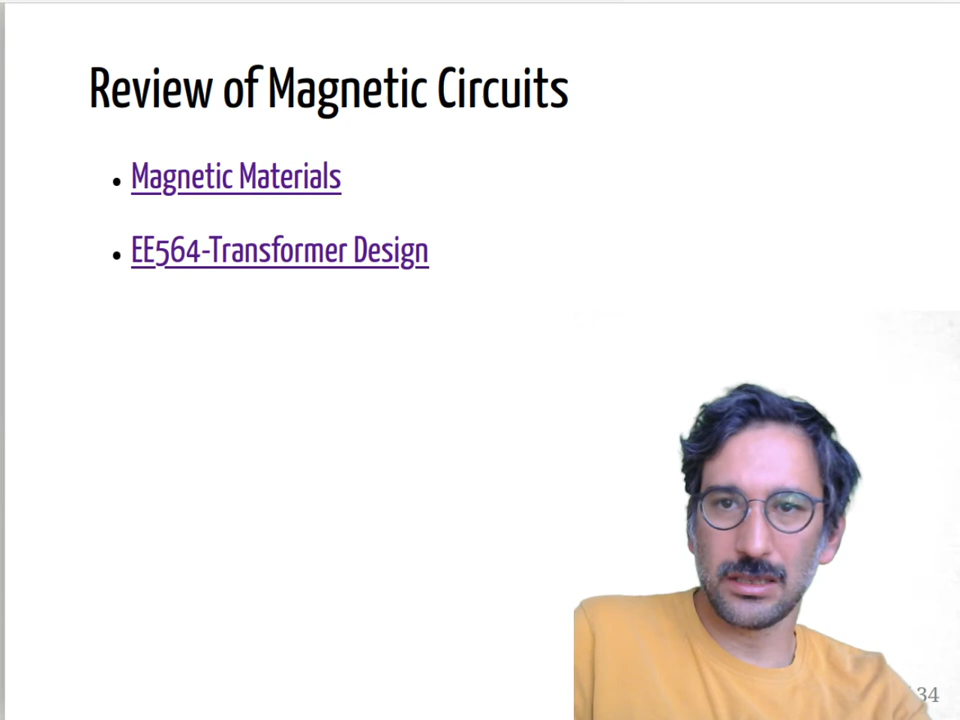 Review of Magnetic Circuits
• Magnetic Materials
• EE564-Transformer Design
34